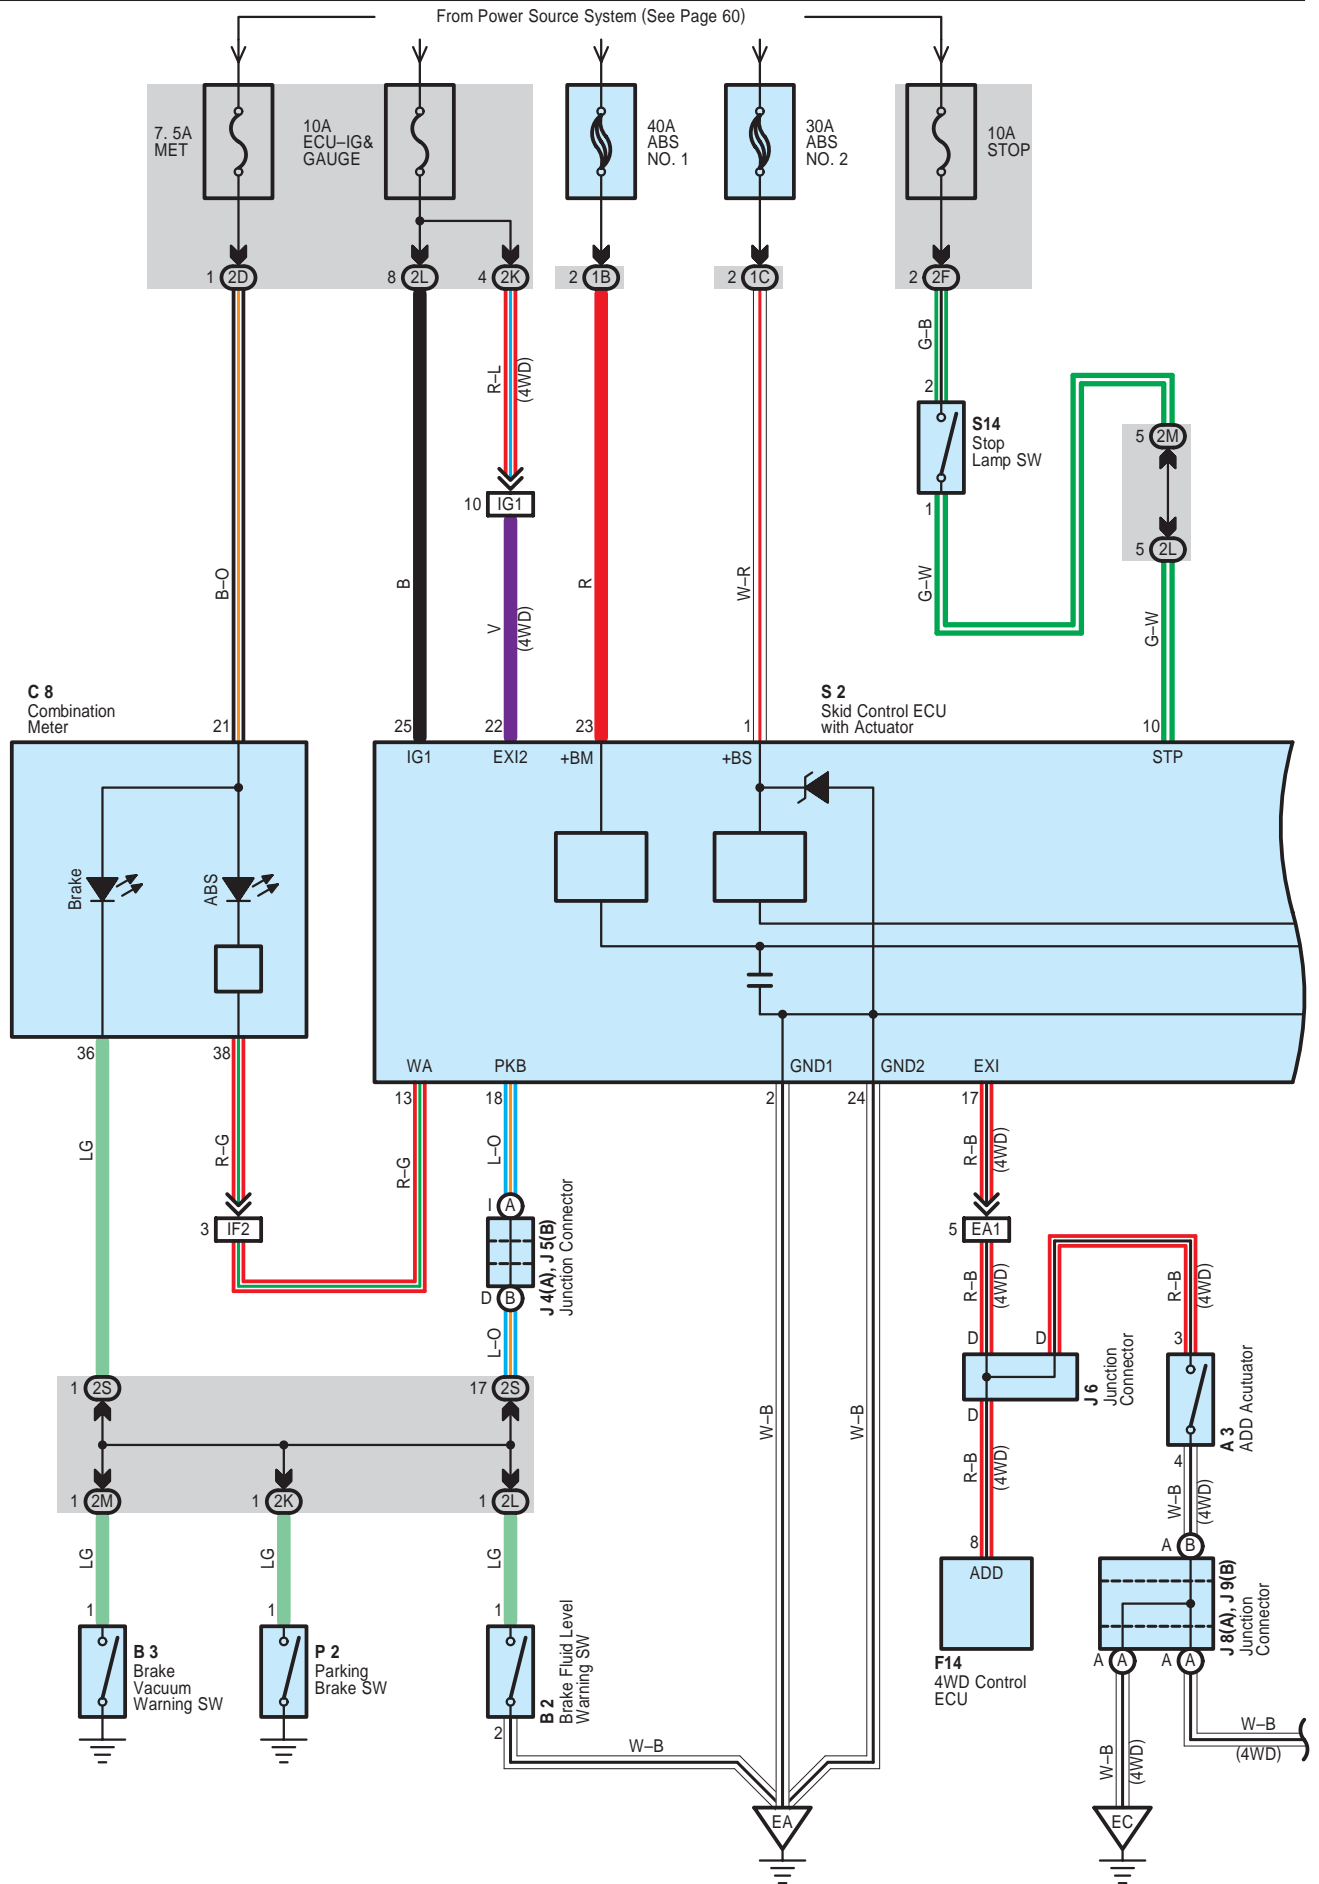 From Power Source System (See Page 60)
7. 5A
MET
10A
ECU–IG&
GAUGE
40A
ABS
NO. 1
30A
ABS
NO. 2
10A
STOP
1 2D
8 2L
4 2K
2 1B
2 1C
2 2F
G–B
R–L
(4WD)
2
S14
Stop
Lamp SW
1
5 2M
5 2L
10 IG1
B–O
B
V
(4WD)
R
W–R
G–W
G–W
C 8
Combination
Meter
S 2
Skid Control ECU
with Actuator
21
25
22
23
1
10
IG1
EXI2
+BM
+BS
STP
Brake
ABS
36
38
WA
PKB
GND1
GND2
EXI
13
18
2
24
17
LG
R–G
R–G
L–O
R–B
(4WD)
3 IF2
I A
J 4(A), J 5(B)
Junction Connector
D B
L–O
5 EA1
R–B
(4WD)
R–B
(4WD)
D
D
3
J 6
Junction
Connector
D
A 3
ADD Acutuator
4
1 2S
17 2S
W–B
W–B
R–B
(4WD)
W–B
(4WD)
1 2M
1 2K
1 2L
LG
LG
LG
8
ADD
A B
J 8(A), J 9(B)
Junction
Connector
1
1
1
B 3
Brake
Vacuum
Warning SW
P 2
Parking
Brake SW
B 2
Brake Fluid Level
Warning SW
2
F14
4WD Control
ECU
A A
A A
W–B
W–B
(4WD)
W–B
(4WD)
EA
EC